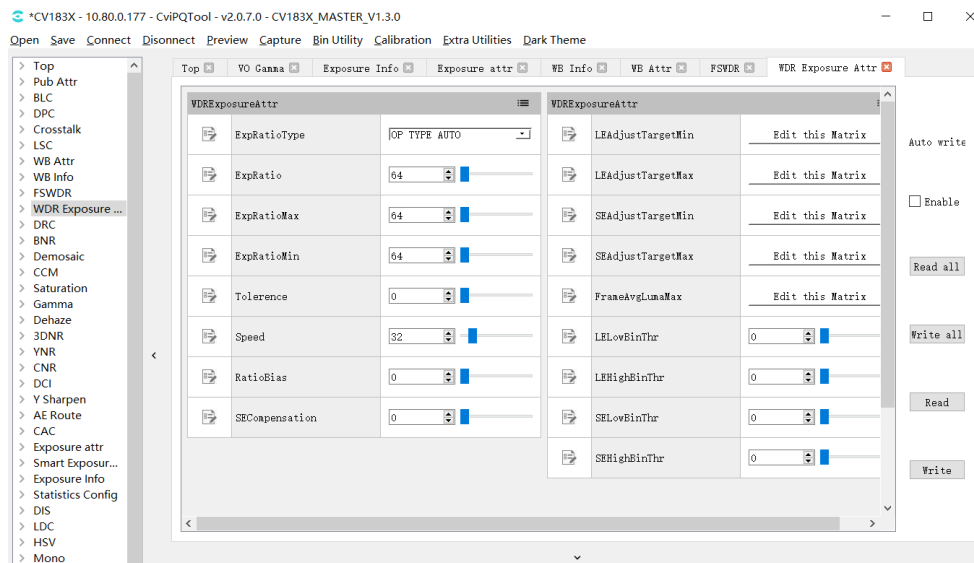 *CV183X - 10.80.0.177 - CviPQTool - v2.0.7.0 - CV183X_MASTER_V1.3.0
Open Save Connect Disconnect Preview Capture Bin Utility Calibration Extra Utilities Dark Theme
Top
Pub Attr
BLC
DPC
Crosstalk
LSC
WB Attr
WB Info
FSWDR
WDR Exposure ...
DRC
BNR
Demosaic
CCM
Saturation
Gamma
Dehaze
3DNR
YNR
CNR
DCI
Y Sharpen
AE Route
CAC
Exposure attr
Smart Exposur...
Exposure Info
Statistics Config
DIS
LDC
HSV
Mono
Top VO Gamma Exposure Info Exposure attr WB Info WB Attr FSWDR WDR Exposure Attr
WDRExposureAttr
ExpRatioType OP TYPE AUTO
ExpRatio 64
ExpRatioMax 64
ExpRatioMin 64
Tolerence 0
Speed 32
RatioBias 0
SECompensation 0
WDRExposureAttr
LEAdjustTargetMin Edit this Matrix
LEAdjustTargetMax Edit this Matrix
SEAdjustTargetMin Edit this Matrix
SEAdjustTargetMax Edit this Matrix
FrameAvgLumaMax Edit this Matrix
LELowBinThr 0
LEHighBinThr 0
SELowBinThr 0
SEHighBinThr 0
Auto write
Enable
Read all
Write all
Read
Write